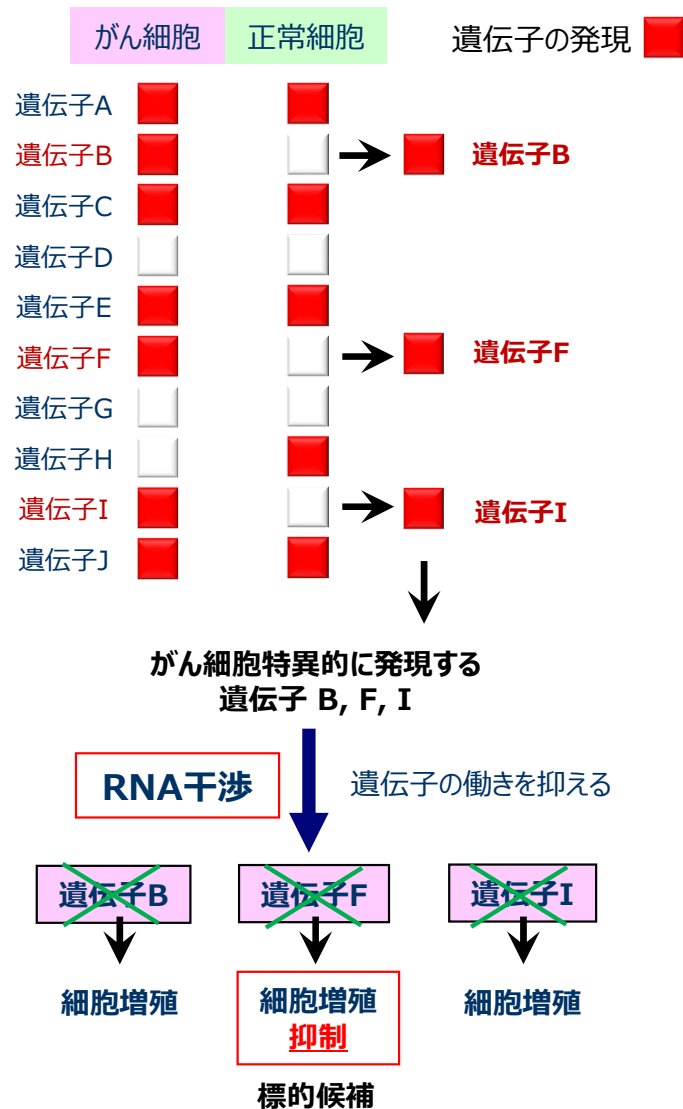 がん細胞 正常細胞 遺伝子の発現
遺伝子A
遺伝子B 遺伝子B
遺伝子C
遺伝子D
遺伝子E
遺伝子F 遺伝子F
遺伝子G
遺伝子H
遺伝子I 遺伝子I
遺伝子J
がん細胞特異的に発現する
遺伝子 B, F, I
RNA干渉 遺伝子の働きを抑える
遺伝子B 遺伝子F 遺伝子I
細胞増殖 細胞増殖 細胞増殖
抑制
標的候補